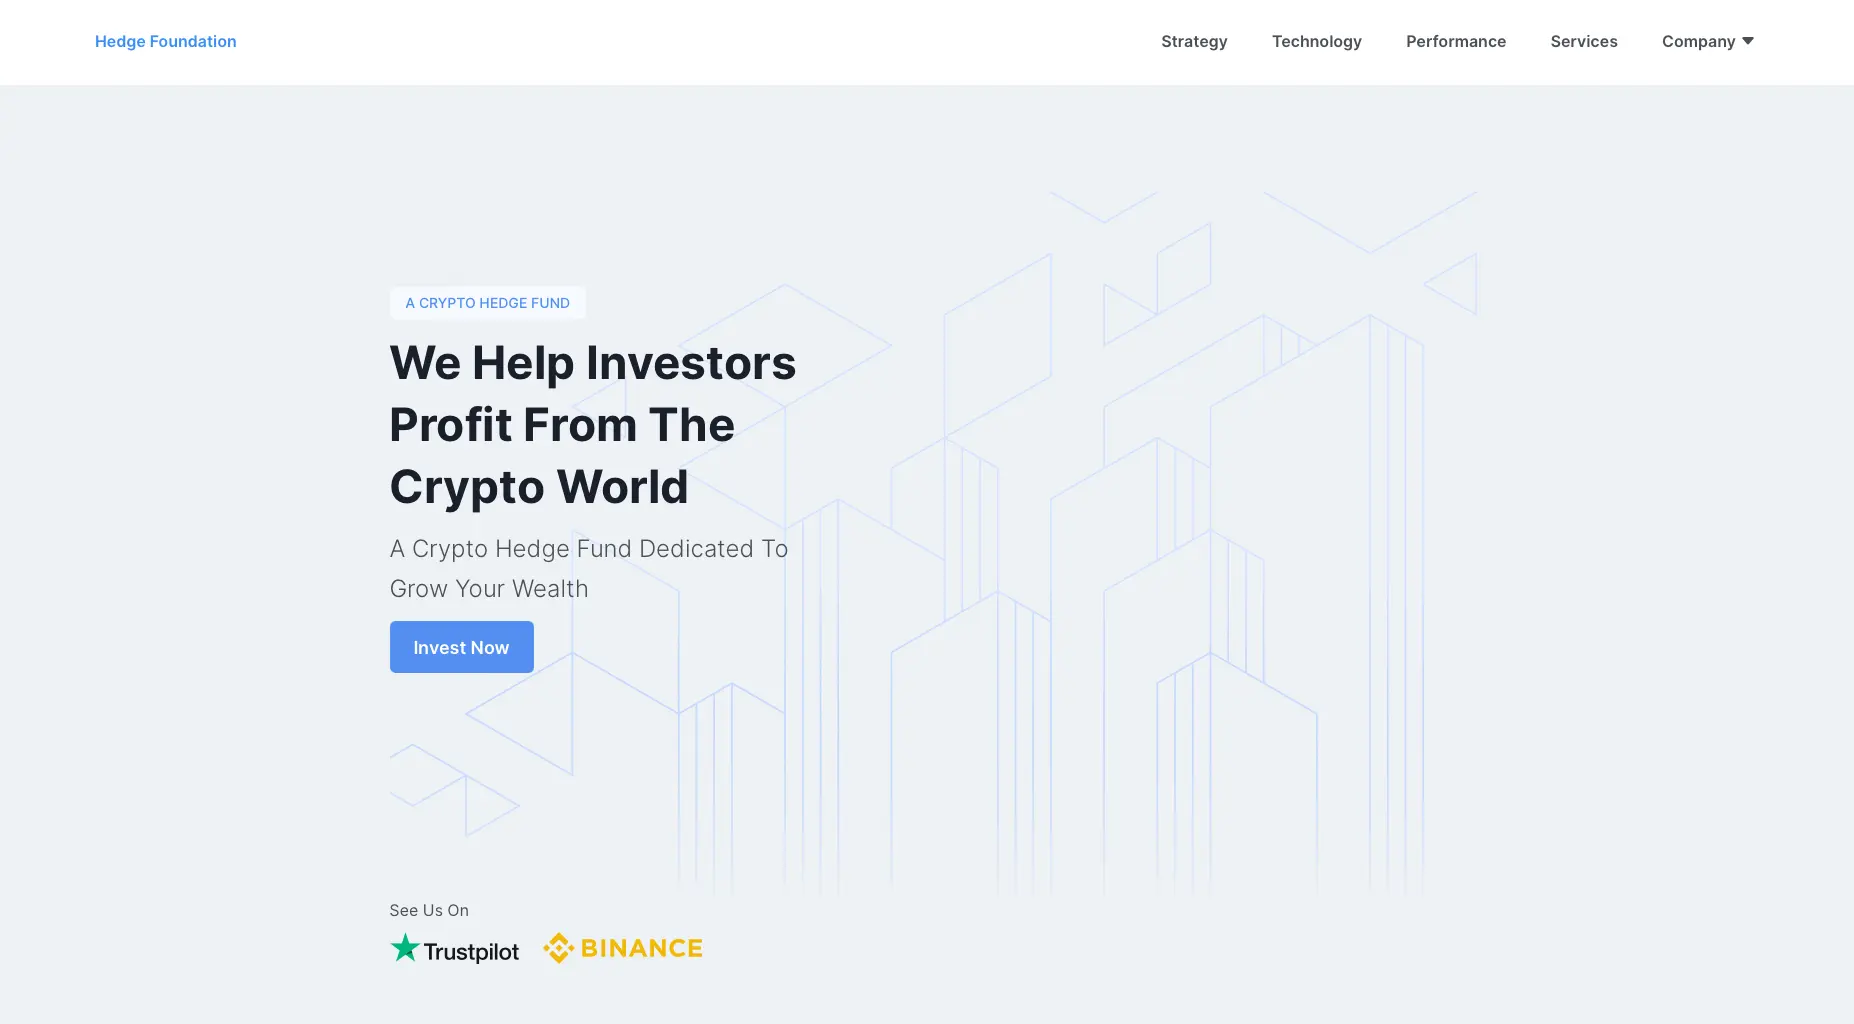 Hedge Foundation
Strategy
Technology
Performance
Services
Company
A CRYPTO HEDGE FUND
We Help Investors
Profit From The
Crypto World
A Crypto Hedge Fund Dedicated To
Grow Your Wealth
Invest Now
See Us On
Trustpilot
BINANCE